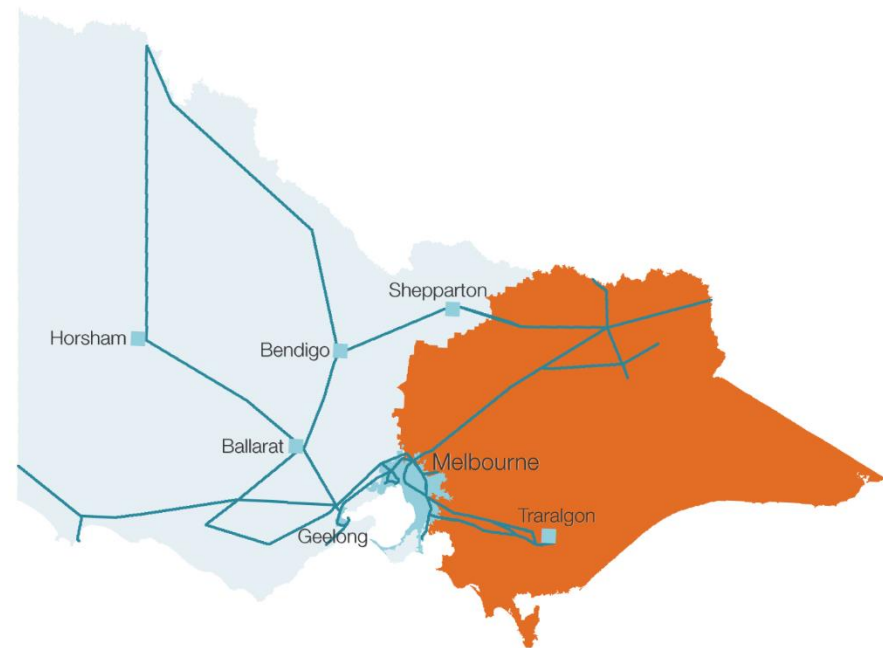 Shepparton
Horsham
Bendigo
Ballarat
Melbourne
Traralgon
Geelong